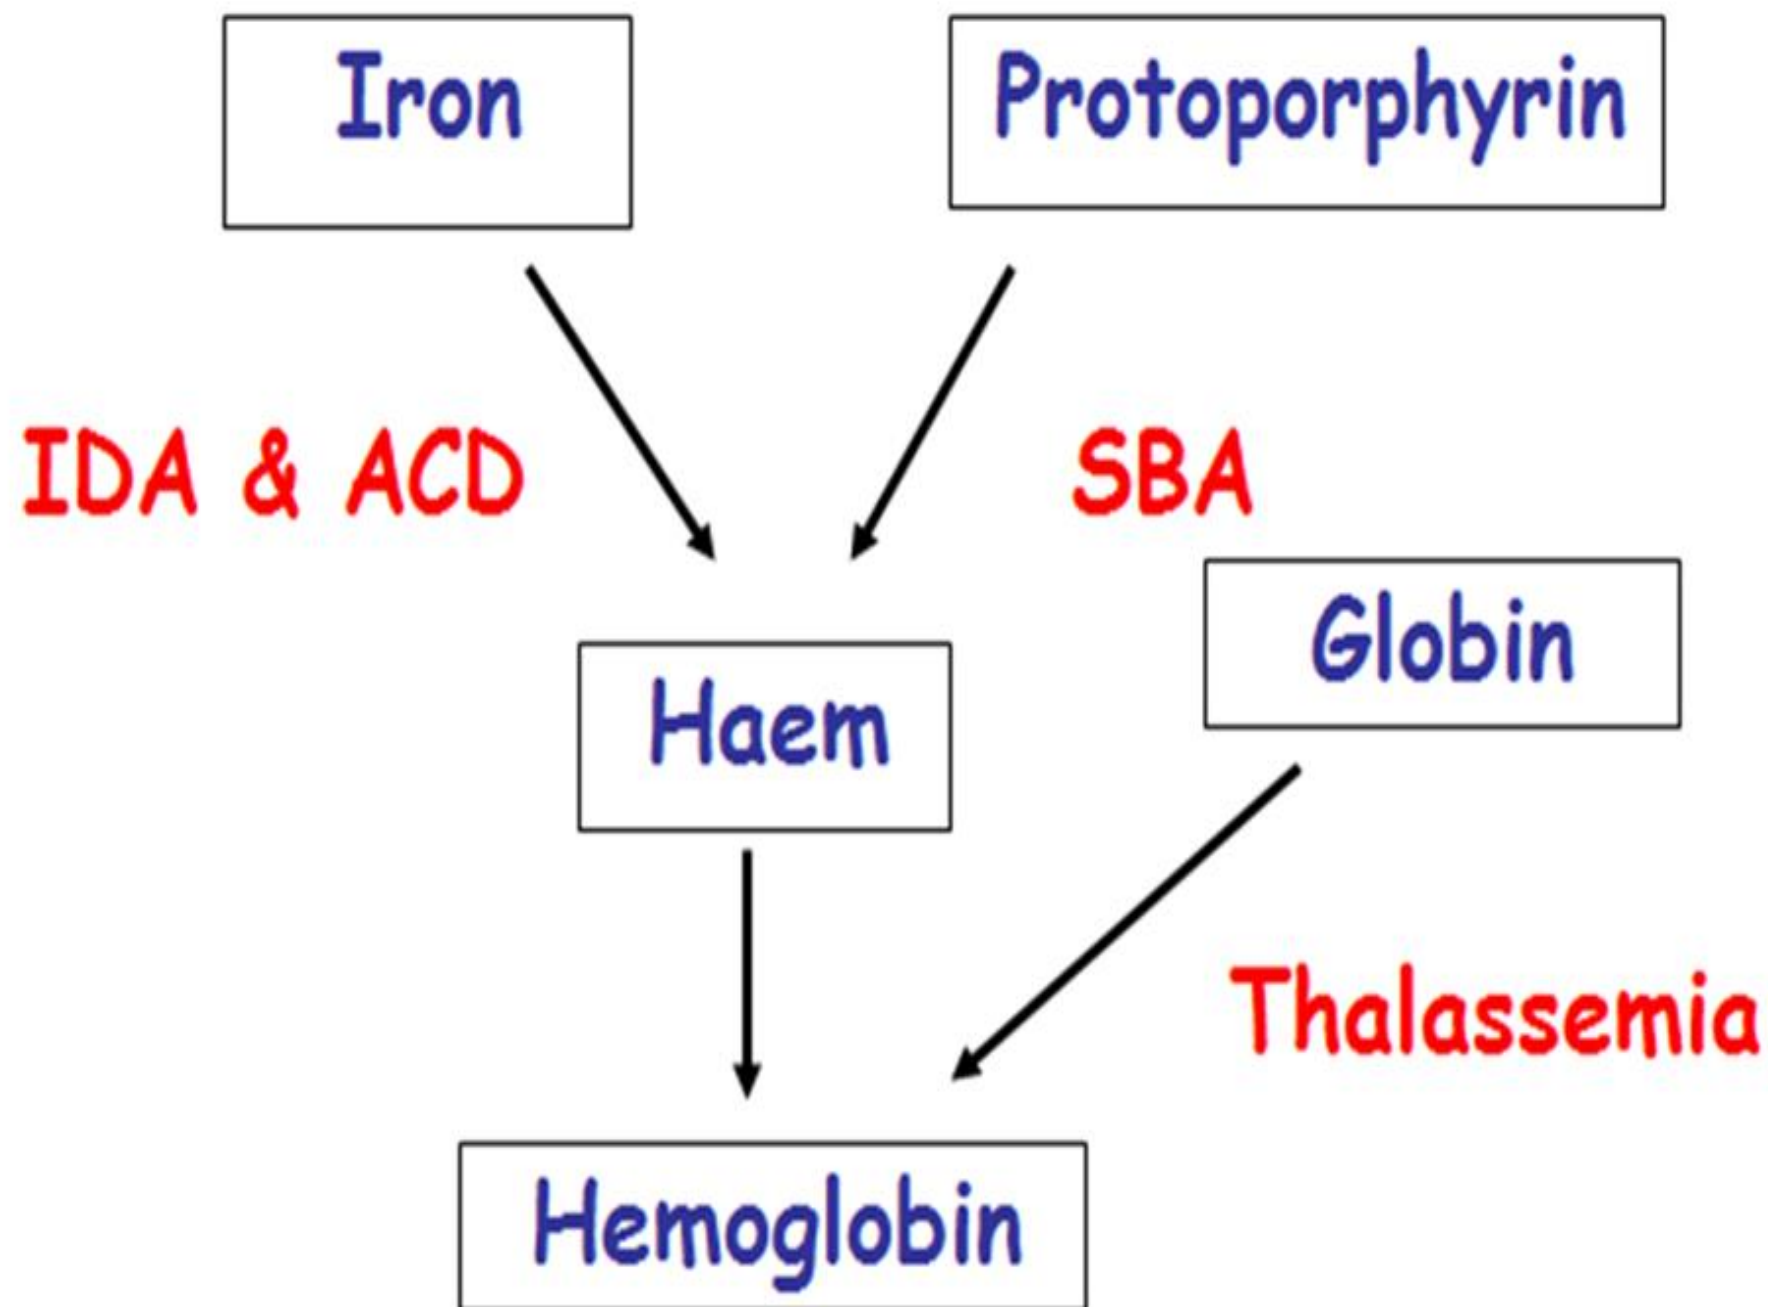 Iron
Protoporphyrin
IDA & ACD
SBA
Globin
Haem
Thalassemia
Hemoglobin